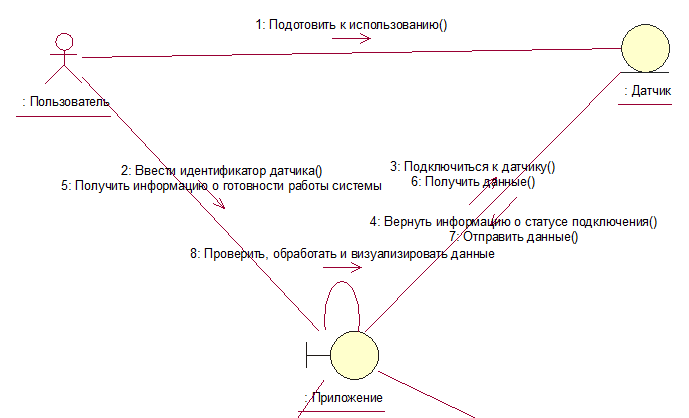 1: Подотовить к использованию()
: Пользователь
: Датчик
2: Ввести идентификатор датчика()
5: Получить информацию о готовности работы системы
3: Подключиться к датчику()
6: Получить данные()
4: Вернуть информацию о статусе подключения()
7: Отправить данные()
8: Проверить, обработать и визуализировать данные
: Приложение